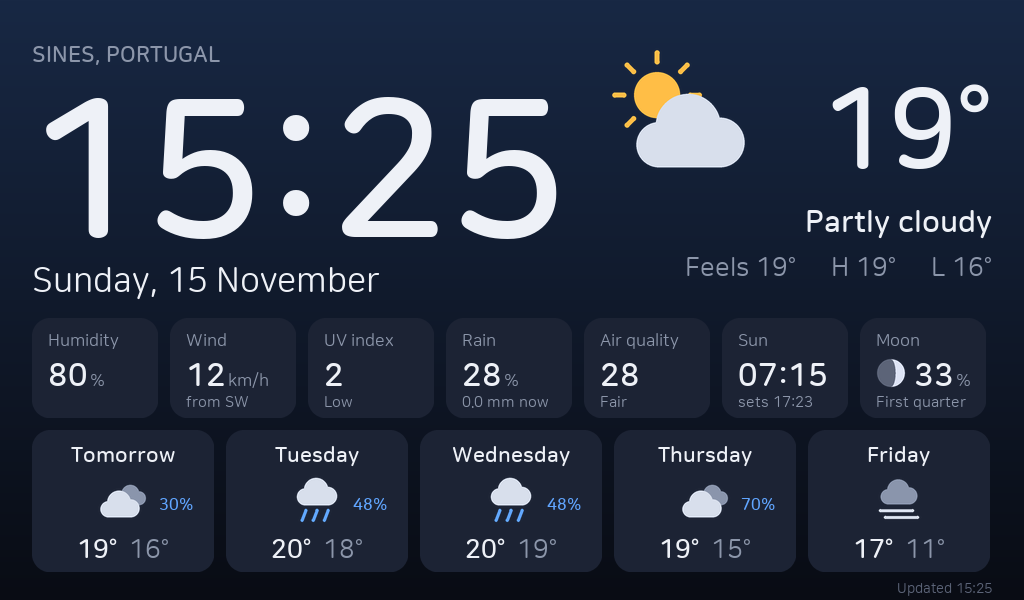 SINES, PORTUGAL
15:25
19°
Partly cloudy
Feels 19° H 19° L 16°
Sunday, 15 November
Humidity
80 %
Wind
12 km/h
from SW
UV index
2
Low
Rain
28 %
0.0 mm now
Air quality
28
Fair
Sun
07:15
sets 17:23
Moon
33 %
First quarter
Tomorrow
30%
19° 16°
Tuesday
48%
20° 18°
Wednesday
48%
20° 19°
Thursday
70%
19° 15°
Friday
17° 11°
Updated 15:25